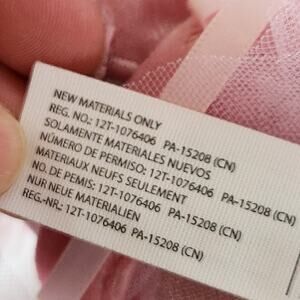 NEW MATERIALS ONLY
REG. NO.: 12T-1076406 PA-15208 (CN)
SOLAMENTE MATERIALES NUEVOS
NÚMERO DE PERMISO: 12T-1076406 PA-15208 (CN)
MATERIAUX NEUFS SEULEMENT
NO. DE PEMIS: 12T-1076406 PA-15208 (CN)
NUR NEUE MATERIALIEN
REG.-NR.: 12T-1076406 PA-15208 (CN)